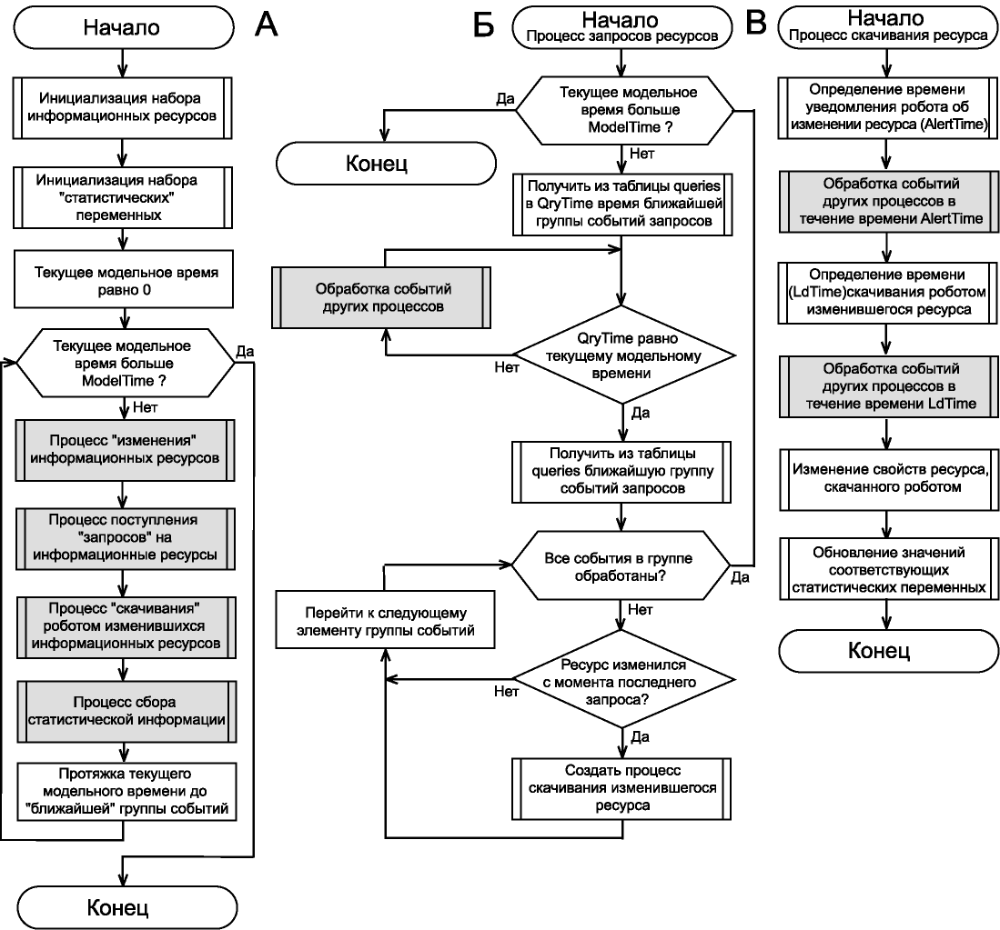 Начало
Инициализация набора
информационных ресурсов
Инициализация набора
"статистических"
переменных
Текущее модельное время
равно 0
Текущее модельное
время больше
ModelTime ?
Да
Нет
Процесс "изменения"
информационных ресурсов
Процесс поступления
"запросов" на
информационные ресурсы
Процесс "скачивания"
роботом изменившихся
информационных ресурсов
Процесс сбора
статистической информации
Протяжка текущего
модельного времени до
"ближайшей" группы событий
Конец
А
Б
Начало
Процесс запросов ресурсов
Текущее модельное
время больше
ModelTime ?
Да
Конец
Нет
Получить из таблицы queries
в QryTime время ближайшей
группы событий запросов
Обработка событий
других процессов
QryTime равно
текущему модельному
времени
Нет
Да
Получить из таблицы
queries ближайшую группу
событий запросов
Все события в группе
обработаны?
Да
Нет
Перейти к следующему
элементу группы событий
Ресурс изменился
с момента последнего
запроса?
Нет
Да
Создать процесс
скачивания изменившегося
ресурса
В
Начало
Процесс скачивания ресурса
Определение времени
уведомления робота об
изменении ресурса (AlertTime)
Обработка событий
других процессов в
течение времени AlertTime
Определение времени
(LdTime)скачивания роботом
изменившегося ресурса
Обработка событий
других процессов в
течение времени LdTime
Изменение свойств ресурса,
скачанного роботом
Обновление значений
соответствующих
статистических переменных
Конец